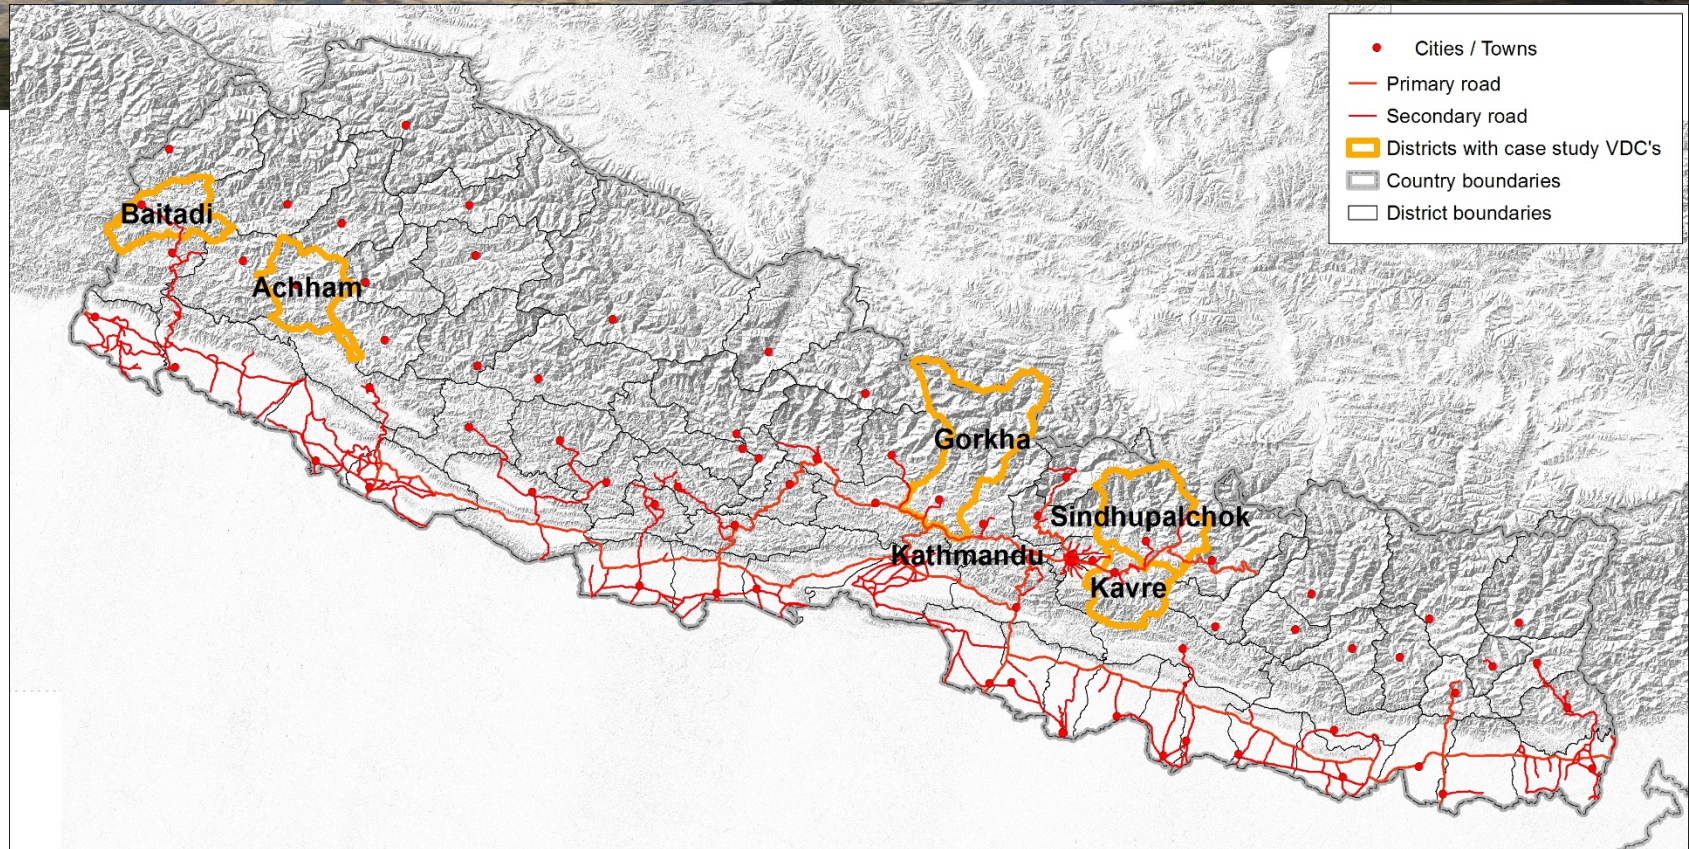 Cities / Towns
Primary road
Secondary road
Districts with case study VDC's
Country boundaries
District boundaries
Baitadi
Achham
Gorkha
Sindhupalchok
Kathmandu
Kavre